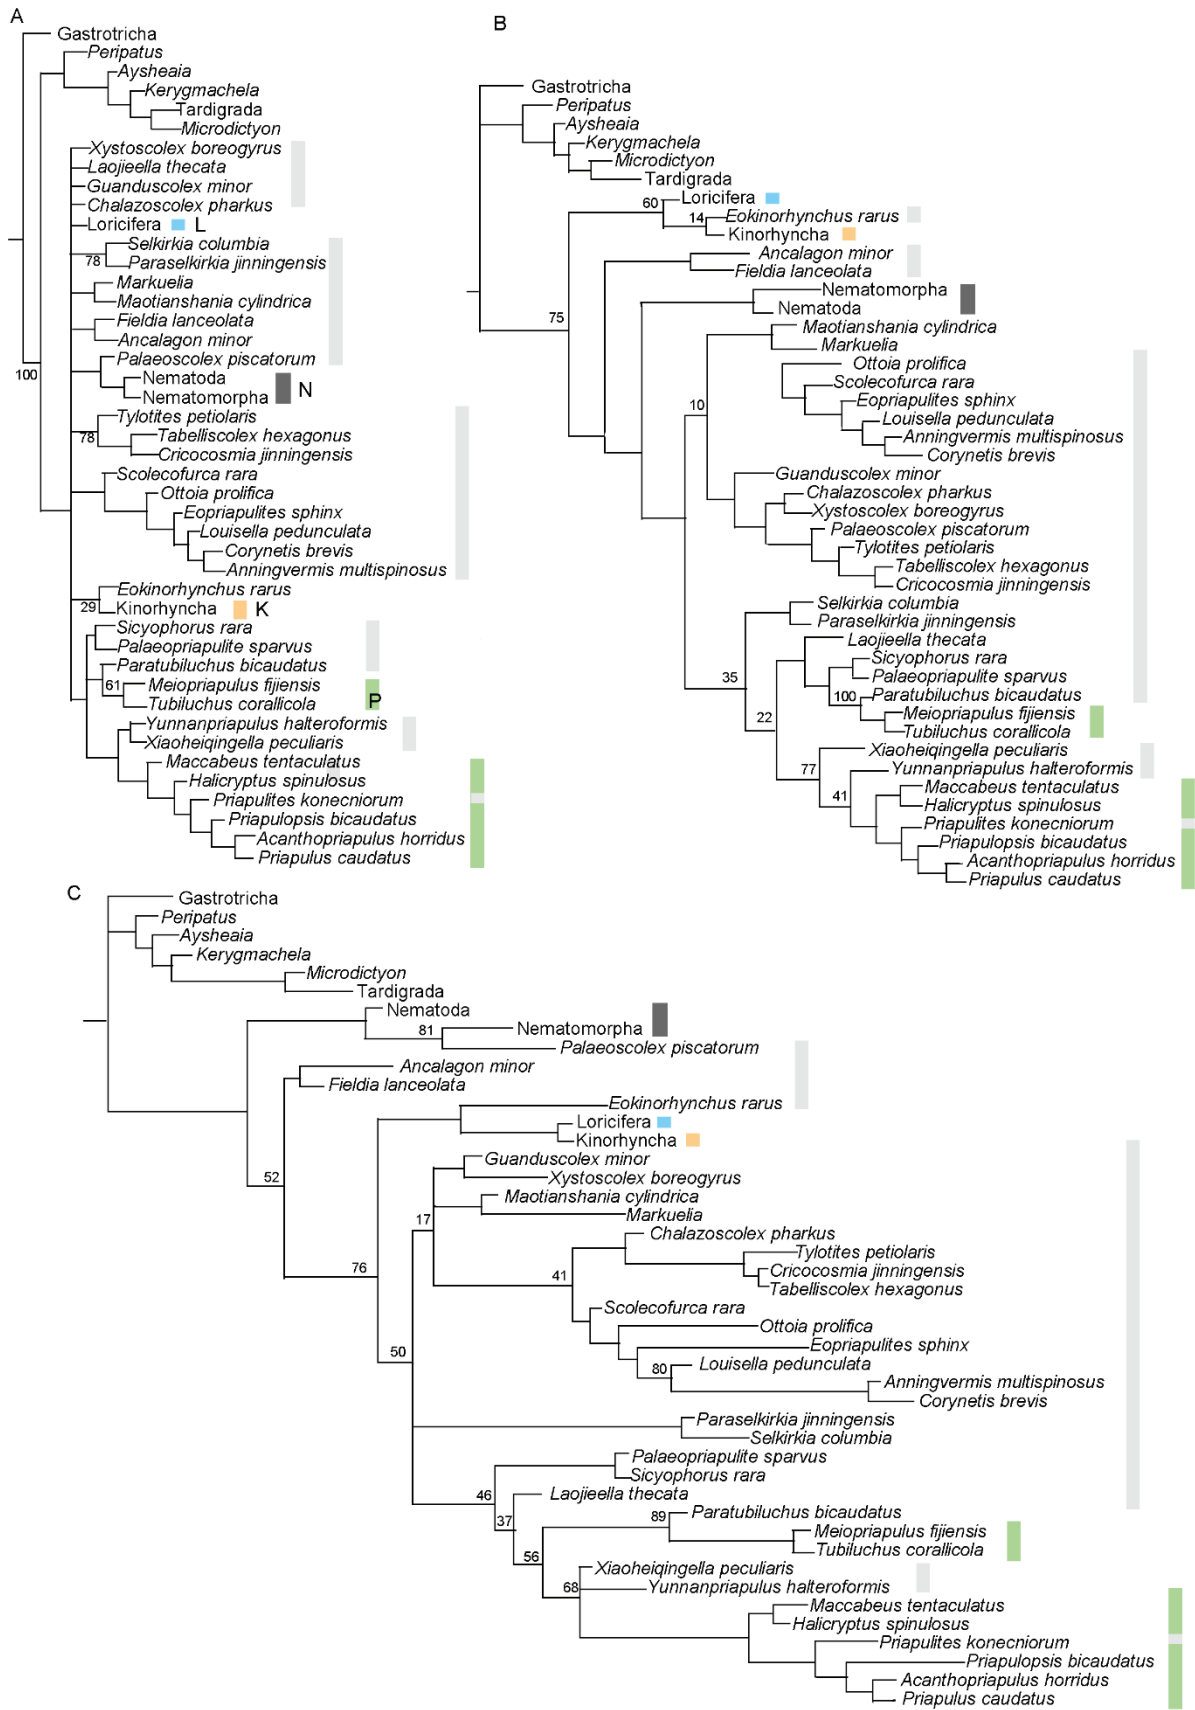 A
Gastrotricha
Peripatus
Aysheaia
Kerygmachela
Tardigrada
Microdictyon
Xystoscolex boreogyrus
Laojieella thecata
Guanduscolex minor
Chalazoscolex pharkus
Loricifera L
Selkirkia columbia
78
Paraselkirkia jinningensis
Markuelia
Maotianshania cylindrica
Fieldia lanceolata
Ancalagon minor
Palaeoscolex piscatorum
100
Nematoda
N
Nematomorpha
Tylotites petiolaris
78
Tabelliscolex hexagonus
Cricocosmia jinningensis
Scolecofurca rara
Ottoia prolifica
Eopriapulites sphinx
Louisella pedunculata
Corynetis brevis
Anningvermis multispinosus
Eokinorhynchus rarus
29
Kinorhyncha K
Sicyophorus rara
Palaeopriapulite sparvus
Paratubiluchus bicaudatus
61
Meiopriapulus fijiensis
P
Tubiluchus corallicola
Yunnanpriapulus halteroformis
Xiaoheiqingella peculiaris
Maccabeus tentaculatus
Halicryptus spinulosus
Priapulites konecniorum
Priapulopsis bicaudatus
Acanthopriapulus horridus
Priapulus caudatus
B
Gastrotricha
Peripatus
Aysheaia
Kerygmachela
Microdictyon
Tardigrada
60
Loricifera
14
Eokinorhynchus rarus
Kinorhyncha
Ancalagon minor
Fieldia lanceolata
Nematomorpha
Nematoda
75
Maotianshania cylindrica
Markuelia
Ottoia prolifica
Scolecofurca rara
Eopriapulites sphinx
10
Louisella pedunculata
Anningvermis multispinosus
Corynetis brevis
Guanduscolex minor
Chalazoscolex pharkus
Xystoscolex boreogyrus
Palaeoscolex piscatorum
Tylotites petiolaris
Tabelliscolex hexagonus
Cricocosmia jinningensis
Selkirkia columbia
Paraselkirkia jinningensis
Laojieella thecata
Sicyophorus rara
35
Palaeopriapulite sparvus
100
Paratubiluchus bicaudatus
22
Meiopriapulus fijiensis
Tubiluchus corallicola
Xiaoheiqingella peculiaris
77
Yunnanpriapulus halteroformis
41
Maccabeus tentaculatus
Halicryptus spinulosus
Priapulites konecniorum
Priapulopsis bicaudatus
Acanthopriapulus horridus
Priapulus caudatus
C
Gastrotricha
Peripatus
Aysheaia
Kerygmachela
Microdictyon
Tardigrada
Nematoda
81
Nematomorpha
Palaeoscolex piscatorum
Ancalagon minor
Fieldia lanceolata
Eokinorhynchus rarus
Loricifera
Kinorhyncha
Guanduscolex minor
52
Xystoscolex boreogyrus
Maotianshania cylindrica
17
Markuelia
Chalazoscolex pharkus
Tylotites petiolaris
76
41
Cricocosmia jinningensis
Tabelliscolex hexagonus
Scolecofurca rara
Ottoia prolifica
50
Eopriapulites sphinx
80
Louisella pedunculata
Anningvermis multispinosus
Corynetis brevis
Paraselkirkia jinningensis
Selkirkia columbia
Palaeopriapulite sparvus
Sicyophorus rara
46
Laojieella thecata
37
89
Paratubiluchus bicaudatus
Meiopriapulus fijiensis
Tubiluchus corallicola
56
Xiaoheiqingella peculiaris
68
Yunnanpriapulus halteroformis
Maccabeus tentaculatus
Halicryptus spinulosus
Priapulites konecniorum
Priapulopsis bicaudatus
Acanthopriapulus horridus
Priapulus caudatus